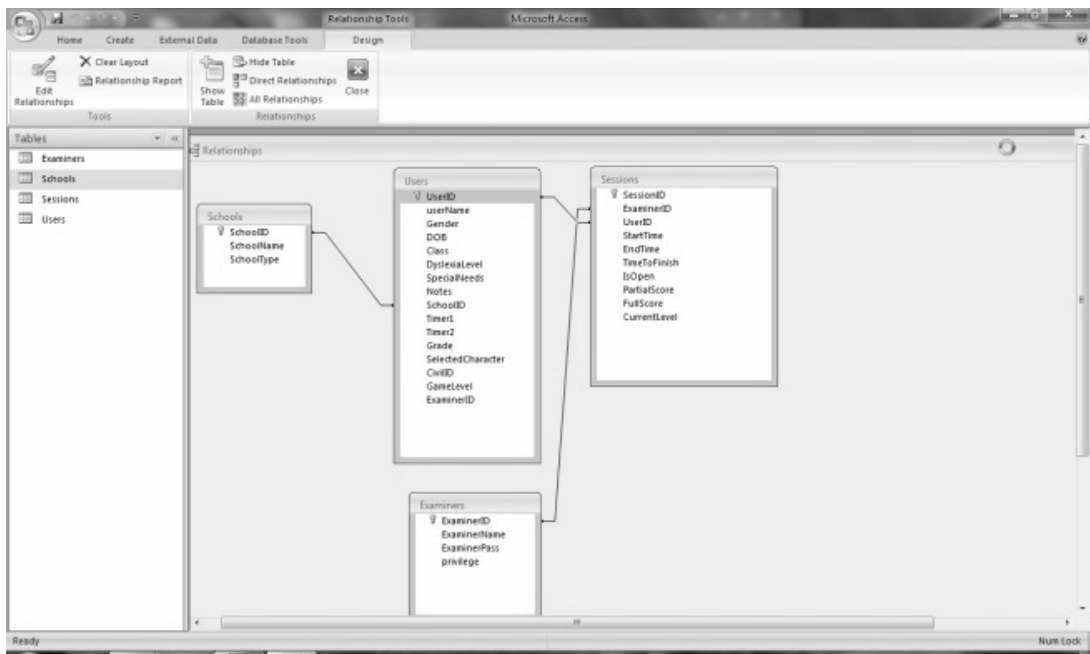 Relationship Tools Microsoft Access
Home Create External Data Database Tools Design
Edit Relationships
Clear Layout
Relationship Report
Tools
Show Table
Hide Table
Direct Relationships
All Relationships
Close
Relationships
Tables
Examiners
Schools
Sessions
Users
Relationships
Schools
SchoolID
SchoolName
SchoolType
Users
UserID
userName
Gender
DOB
Class
DyslexiaLevel
SpecialNeeds
Notes
SchoolID
Timer1
Timer2
Grade
SelectedCharacter
CivilID
GameLevel
ExaminerID
Sessions
SessionID
ExaminerID
UserID
StartTime
EndTime
TimeToFinish
IsOpen
PartialScore
FullScore
CurrentLevel
Examiners
ExaminerID
ExaminerName
ExaminerPass
privilege
Ready
Num Lock